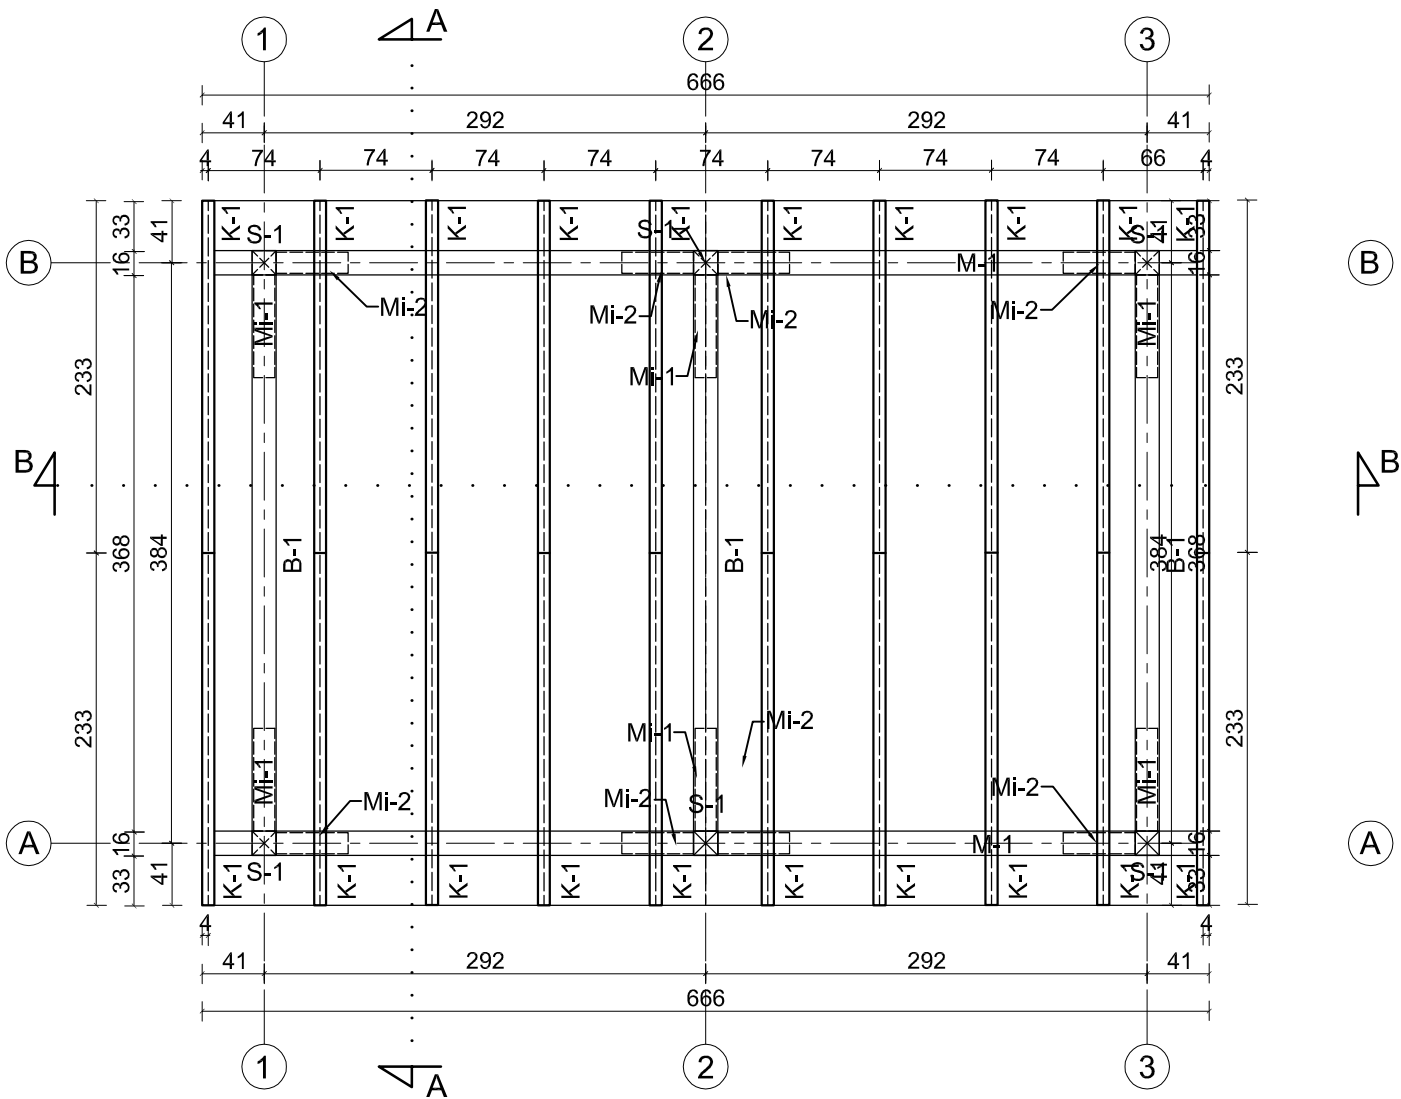 1 A 2 3
666
41 292 292 41
4 74 74 74 74 74 74 74 74 66 4
33 41 K-1 K-1 K-1 K-1 K-1 K-1 K-1 K-1 K-1 K-1 41 33
S-1 S-1 S-1
B 16 M-1 16 B
Mi-2 Mi-2 Mi-2 Mi-2
Mi-1 Mi-1 Mi-1
233 233
B B
368 384 B-1 B-1 384 B-1 368
233 233
Mi-1 Mi-2
Mi-1 Mi-2 Mi-2 S-1 Mi-2 Mi-1
A 16 M-1 16 A
S-1 S-1
33 41 K-1 K-1 K-1 K-1 K-1 K-1 K-1 K-1 K-1 K-1 41 33
4 4
41 292 292 41
666
1 A 2 3